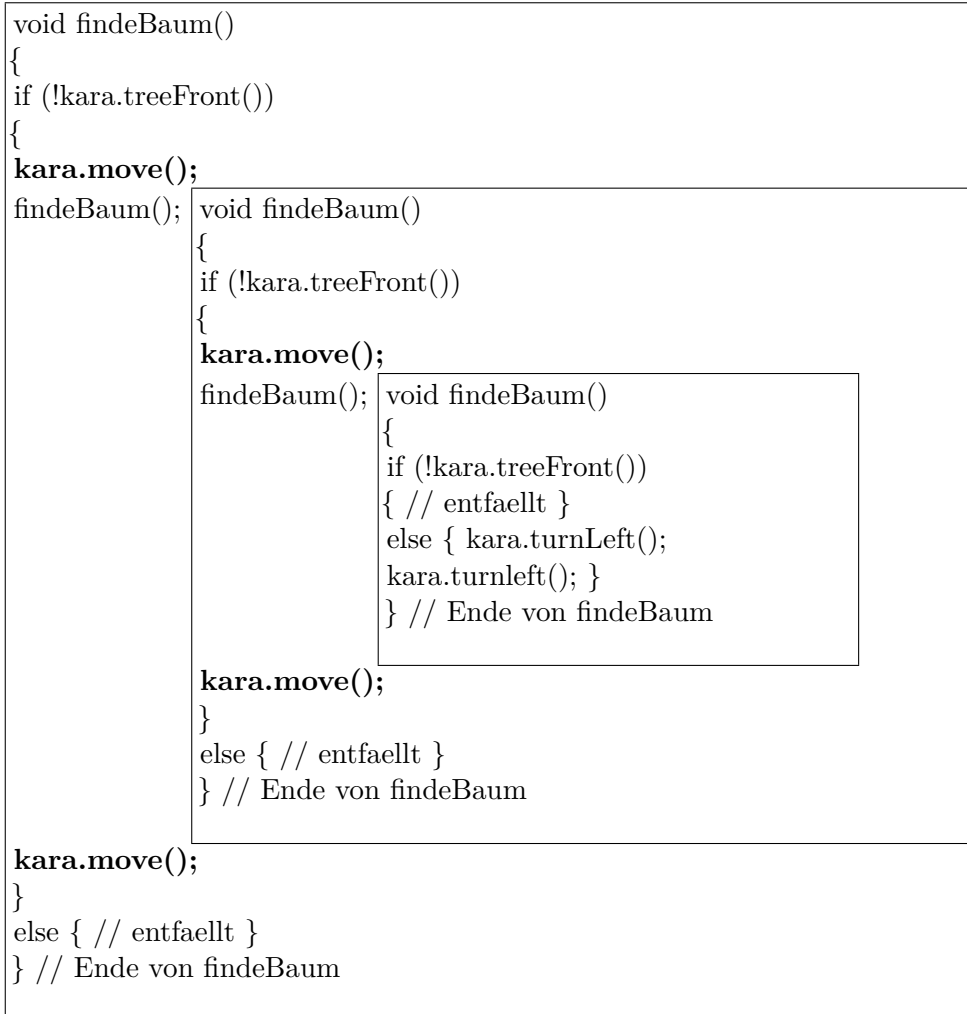 void findeBaum()
{
if (!kara.treeFront())
{
kara.move();
findeBaum();
void findeBaum()
{
if (!kara.treeFront())
{
kara.move();
findeBaum();
void findeBaum()
{
if (!kara.treeFront())
{ // entfaellt }
else { kara.turnLeft();
kara.turnleft(); }
} // Ende von findeBaum
kara.move();
}
else { // entfaellt }
} // Ende von findeBaum
kara.move();
}
else { // entfaellt }
} // Ende von findeBaum